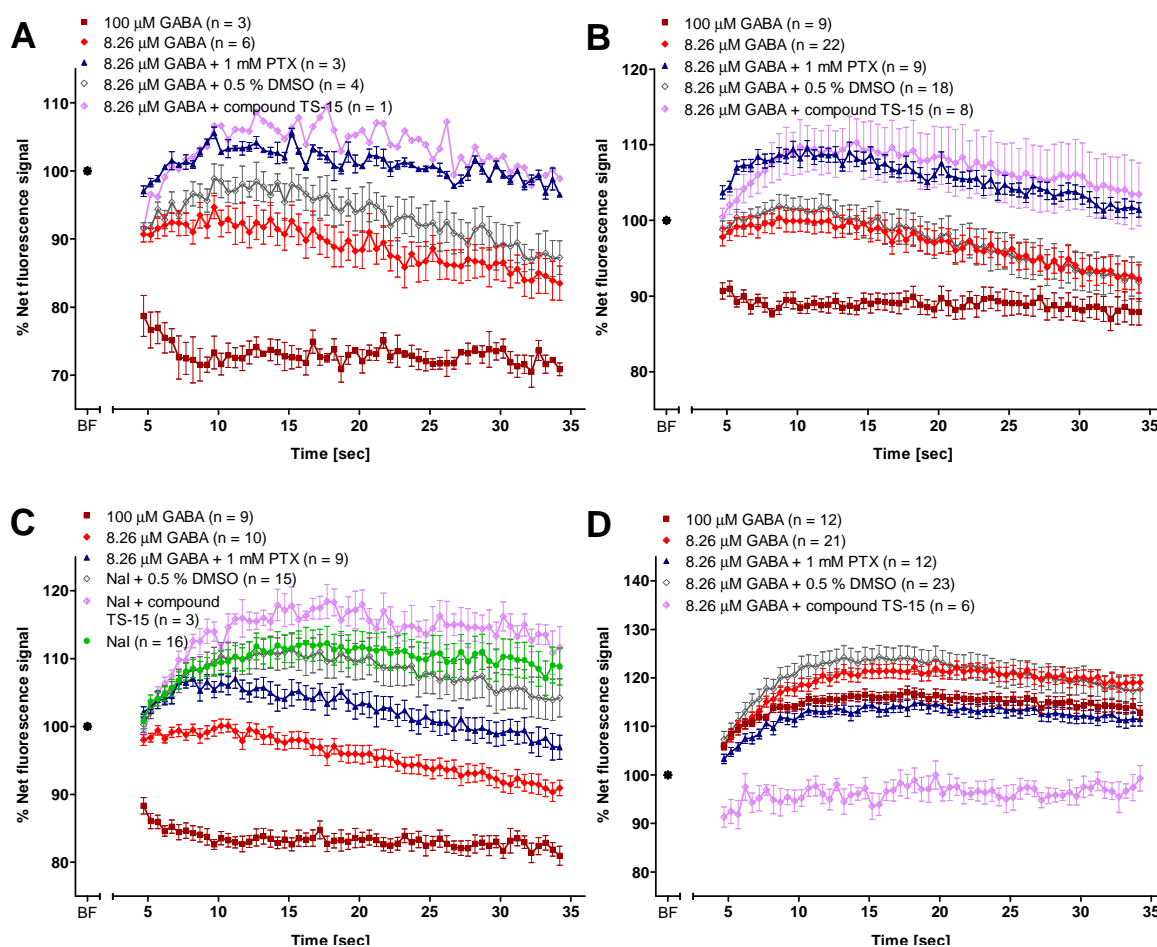 A
100 µM GABA (n = 3)
8.26 µM GABA (n = 6)
8.26 µM GABA + 1 mM PTX (n = 3)
8.26 µM GABA + 0.5 % DMSO (n = 4)
8.26 µM GABA + compound TS-15 (n = 1)
110
100
90
80
70
% Net fluorescence signal
BF
5
10
15
20
25
30
35
Time [sec]
B
100 µM GABA (n = 9)
8.26 µM GABA (n = 22)
8.26 µM GABA + 1 mM PTX (n = 9)
8.26 µM GABA + 0.5 % DMSO (n = 18)
8.26 µM GABA + compound TS-15 (n = 8)
120
110
100
90
80
% Net fluorescence signal
BF
5
10
15
20
25
30
35
Time [sec]
C
100 µM GABA (n = 9)
8.26 µM GABA (n = 10)
8.26 µM GABA + 1 mM PTX (n = 9)
NaI + 0.5 % DMSO (n = 15)
NaI + compound
TS-15 (n = 3)
NaI (n = 16)
120
110
100
90
80
% Net fluorescence signal
BF
5
10
15
20
25
30
35
Time [sec]
D
100 µM GABA (n = 12)
8.26 µM GABA (n = 21)
8.26 µM GABA + 1 mM PTX (n = 12)
8.26 µM GABA + 0.5 % DMSO (n = 23)
8.26 µM GABA + compound TS-15 (n = 6)
140
130
120
110
100
90
80
% Net fluorescence signal
BF
5
10
15
20
25
30
35
Time [sec]